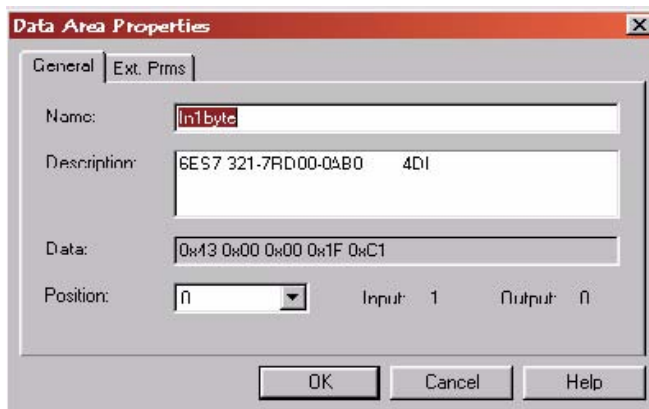 Data Area Properties
General Ext. Prms
Name: In1byte
Description: 6ES7 321-7RD00-0AB0 4DI
Data: 0x43 0x00 0x00 0x1F 0xC1
Position: 0 Input: 1 Output: 0
OK Cancel Help